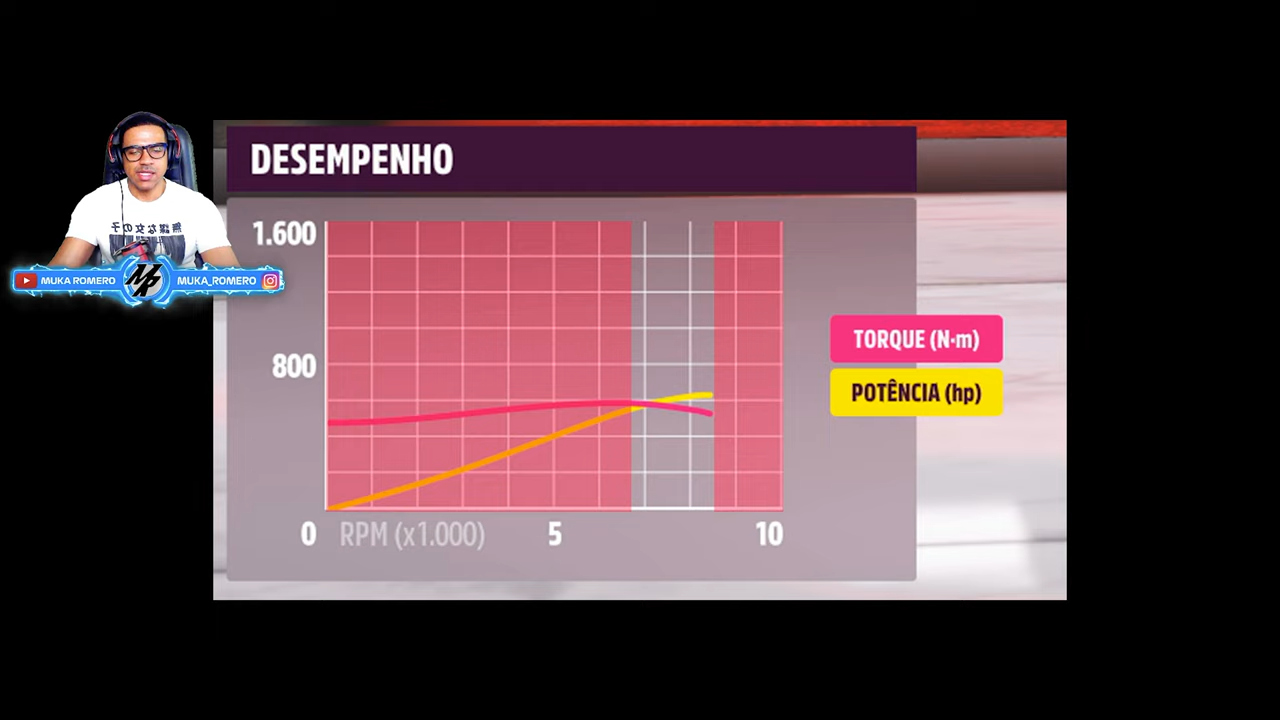 DESEMPENHO
1.600
800
0
RPM (x1.000)
5
10
TORQUE (N·m)
POTÊNCIA (hp)
MUKA ROMERO
MUKA_ROMERO